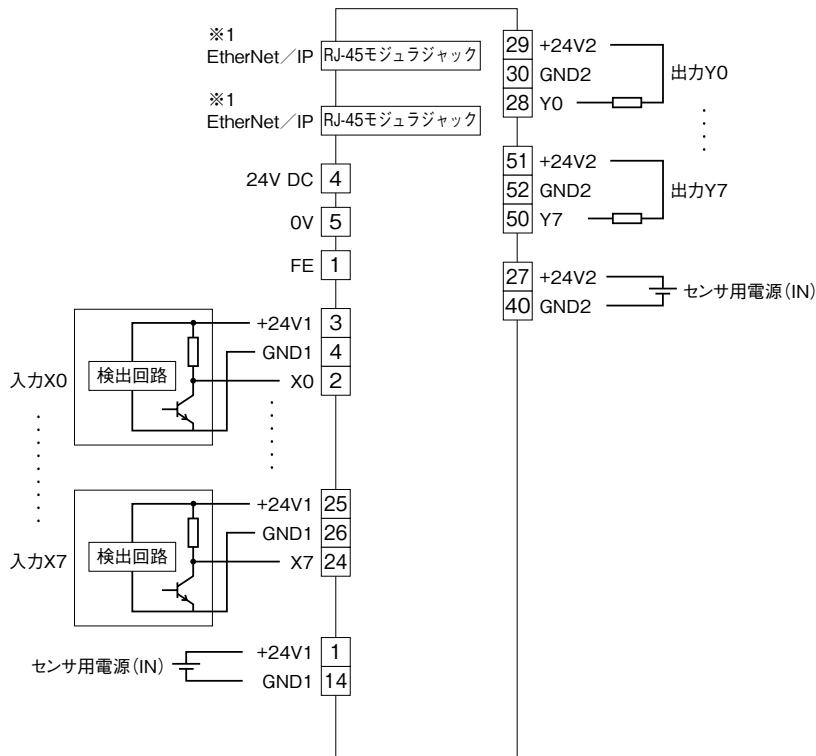 ※1
EtherNet／IP RJ-45モジュラジャック
※1
EtherNet／IP RJ-45モジュラジャック
24V DC 4
0V 5
FE 1
入力X0
検出回路
+24V1 3
GND1 4
X0 2
入力X7
検出回路
+24V1 25
GND1 26
X7 24
センサ用電源（IN）
+24V1 1
GND1 14
29 +24V2
30 GND2
28 Y0
出力Y0
51 +24V2
52 GND2
50 Y7
出力Y7
27 +24V2
40 GND2
センサ用電源（IN）